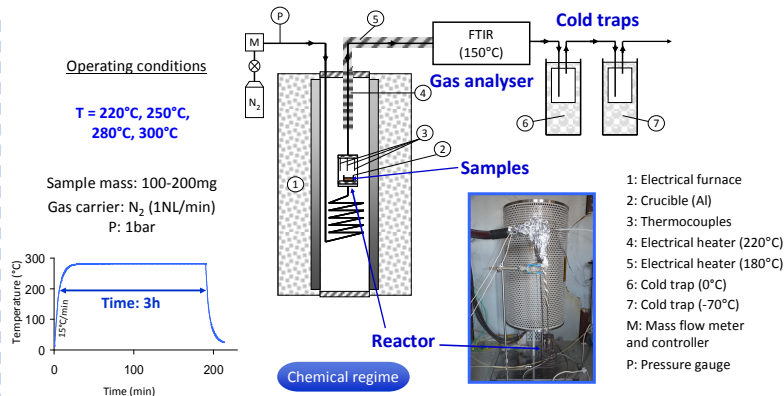 Operating conditions
T = 220°C, 250°C,
280°C, 300°C
Sample mass: 100-200mg
Gas carrier: N₂ (1NL/min)
P: 1bar
Temperature (°C)
300
200
100
0
15°C/min
Time: 3h
0
100
200
Time (min)
P
M
N₂
5
FTIR
(150°C)
Gas analyser
Cold traps
6
7
4
3
2
1
Samples
Reactor
Chemical regime
1: Electrical furnace
2: Crucible (Al)
3: Thermocouples
4: Electrical heater (220°C)
5: Electrical heater (180°C)
6: Cold trap (0°C)
7: Cold trap (-70°C)
M: Mass flow meter
and controller
P: Pressure gauge